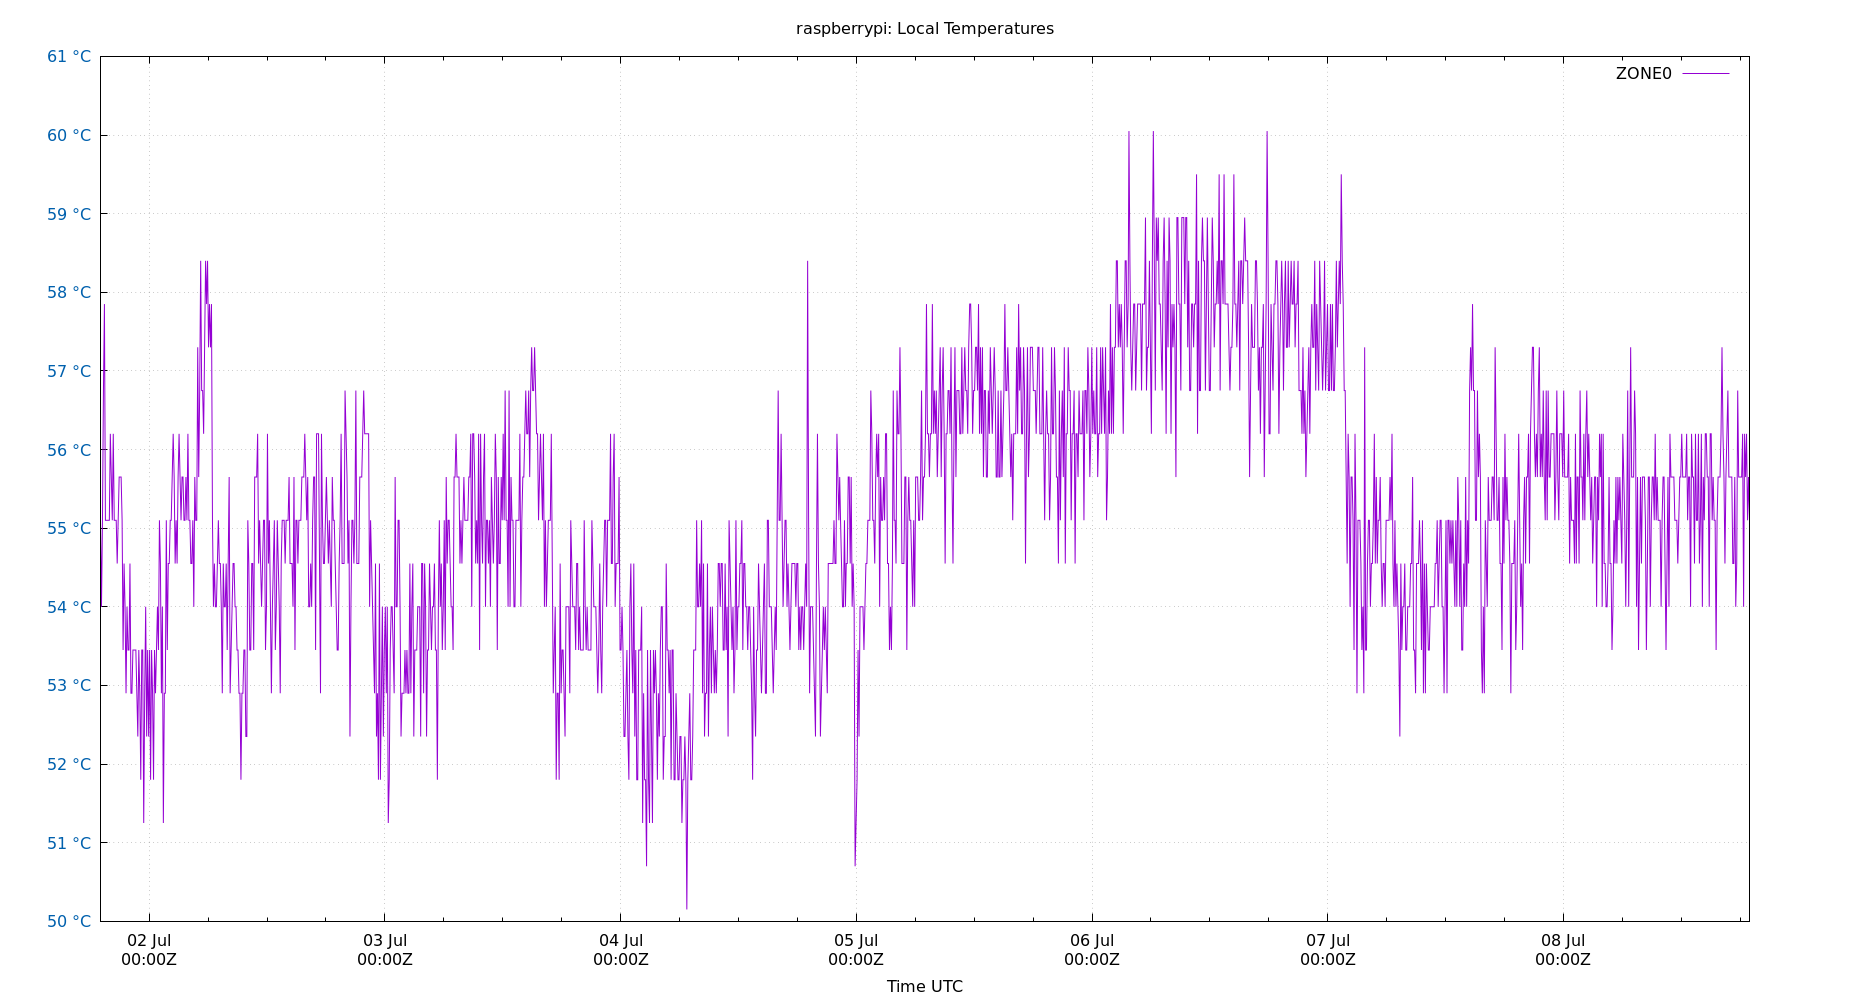 raspberrypi: Local Temperatures
61 °C
ZONE0
60 °C
59 °C
58 °C
57 °C
56 °C
55 °C
54 °C
53 °C
52 °C
51 °C
50 °C
02 Jul 03 Jul 04 Jul 05 Jul 06 Jul 07 Jul 08 Jul
00:00Z 00:00Z 00:00Z 00:00Z 00:00Z 00:00Z 00:00Z
Time UTC